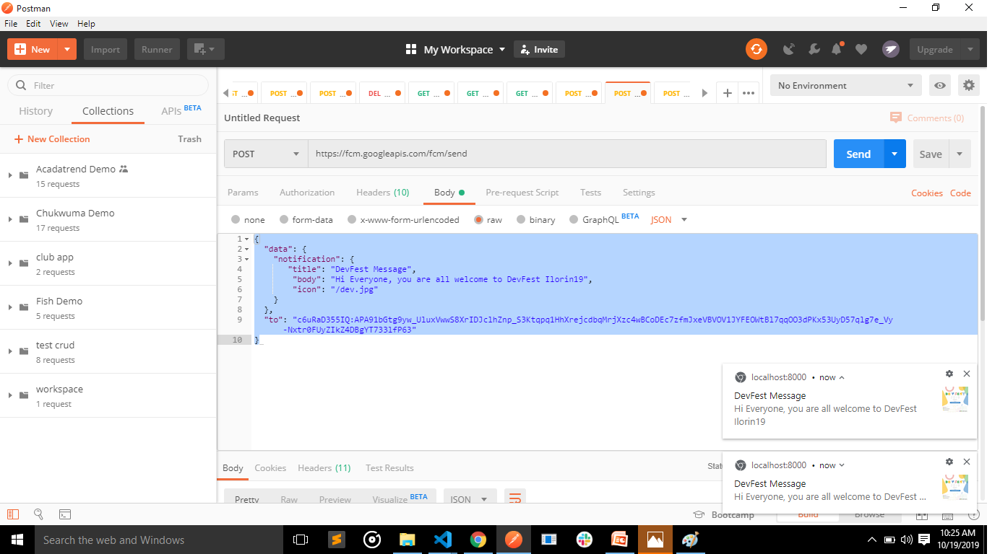 Postman
File Edit View Help
New Import Runner My Workspace Invite Upgrade
Filter
History Collections APIs BETA
+ New Collection Trash
Acadatrend Demo
15 requests
Chukwuma Demo
17 requests
club app
2 requests
Fish Demo
5 requests
test crud
8 requests
workspace
1 request
ST ... POST ... POST ... DEL ... GET ... GET ... GET ... POST ... POST ... POST ... + ••• No Environment
Untitled Request Comments (0)
POST https://fcm.googleapis.com/fcm/send Send Save
Params Authorization Headers (10) Body Pre-request Script Tests Settings Cookies Code
none form-data x-www-form-urlencoded raw binary GraphQL BETA JSON
1 {
2 "data": {
3 "notification": {
4 "title": "DevFest Message",
5 "body": "Hi Everyone, you are all welcome to DevFest Ilorin19",
6 "icon": "/dev.jpg"
7 }
8 },
9 "to": "c6uRaD355IQ:APA91bGtg9yw_UluxVwwS8XrIDJclhZnp_S3Ktqpq1HhXrejcdbqMrjXzc4wBCoDEc7zfmJxeVBVOV1JYFEOWtBl7qqOO3dPKx53UyD57qlg7e_Vy
-Nxtr0FUyZIkZ4DBgYT733lfP63"
10 }
localhost:8000 • now
DevFest Message
Hi Everyone, you are all welcome to DevFest
Ilorin19
Body Cookies Headers (11) Test Results
localhost:8000 • now
DevFest Message
Hi Everyone, you are all welcome to DevFest ...
Pretty Raw Preview Visualize BETA JSON
Bootcamp Build Browse
Search the web and Windows
10:25 AM
10/19/2019